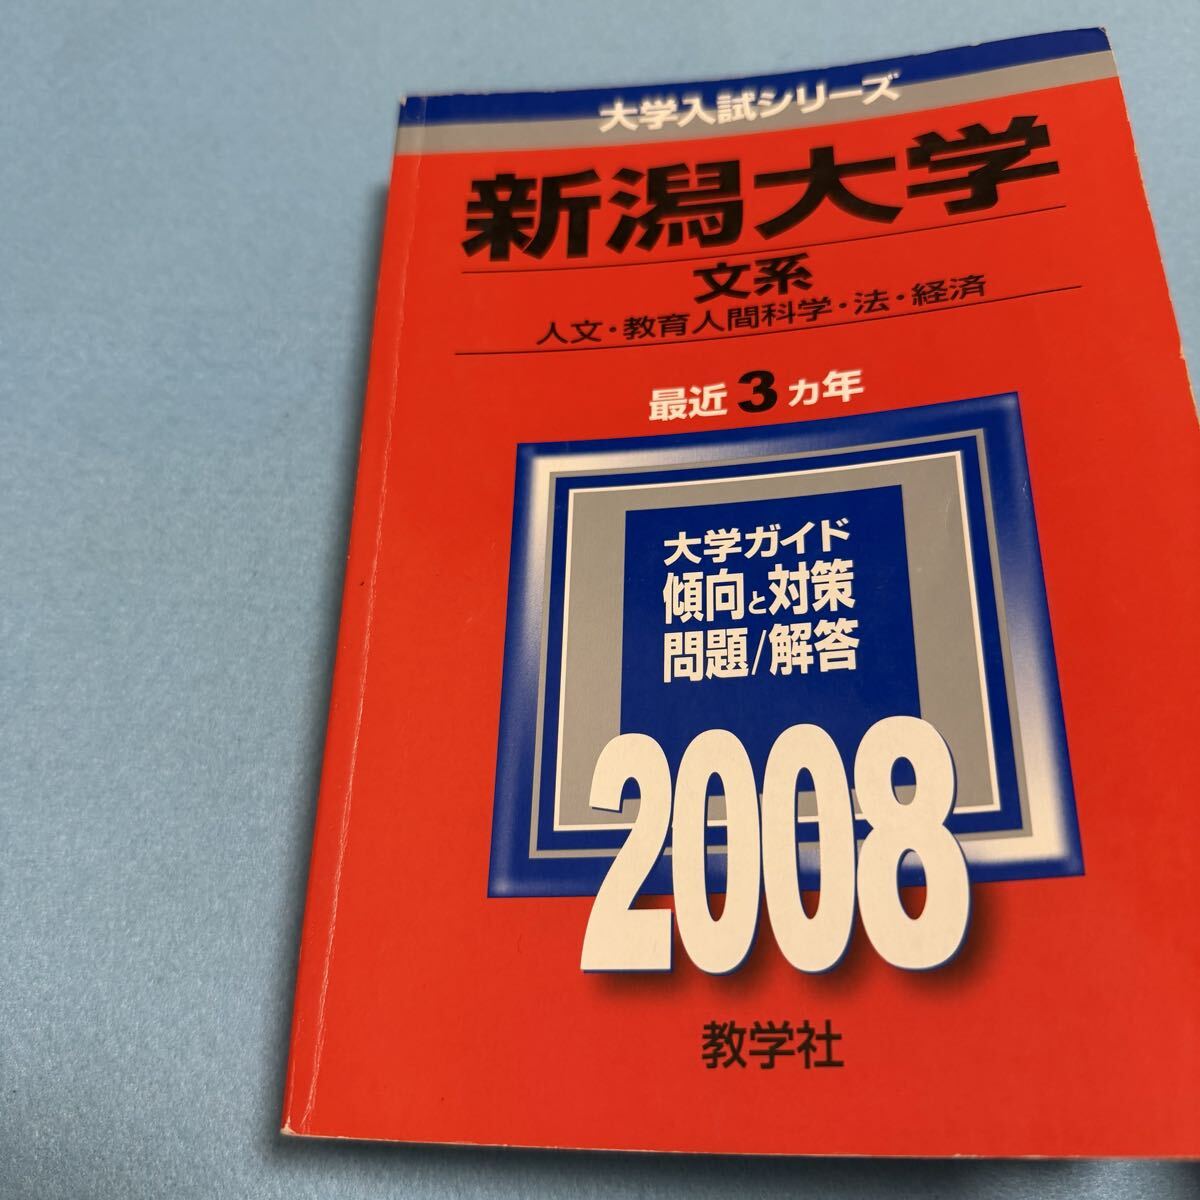 大学入試シリーズ
新潟大学
文系
人文・教育人間科学・法・経済
最近3カ年
大学ガイド
傾向と対策
問題/解答
2008
教学社